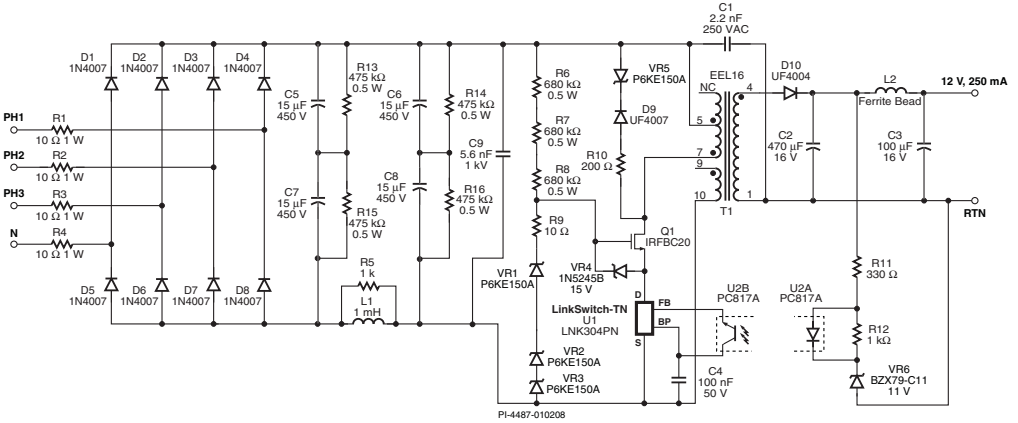 C1
2.2 nF
250 VAC
D1
1N4007
D2
1N4007
D3
1N4007
D4
1N4007
R13
475 kΩ
0.5 W
C5
15 µF
450 V
C6
15 µF
450 V
R14
475 kΩ
0.5 W
R6
680 kΩ
0.5 W
VR5
P6KE150A
EEL16
NC
4
D10
UF4004
L2
Ferrite Bead
12 V, 250 mA
PH1
R1
10 Ω 1 W
PH2
R2
10 Ω 1 W
PH3
R3
10 Ω 1 W
N
R4
10 Ω 1 W
C9
5.6 nF
1 kV
R7
680 kΩ
0.5 W
D9
UF4007
5
C2
470 µF
16 V
C3
100 µF
16 V
R8
680 kΩ
0.5 W
R10
200 Ω
7
9
10
1
T1
RTN
C7
15 µF
450 V
R15
475 kΩ
0.5 W
C8
15 µF
450 V
R16
475 kΩ
0.5 W
R9
10 Ω
Q1
IRFBC20
D5
1N4007
D6
1N4007
D7
1N4007
D8
1N4007
R5
1 k
L1
1 mH
VR1
P6KE150A
VR4
1N5245B
15 V
R11
330 Ω
D
FB
BP
S
LinkSwitch-TN
U1
LNK304PN
U2B
PC817A
U2A
PC817A
R12
1 kΩ
VR2
P6KE150A
VR3
P6KE150A
C4
100 nF
50 V
VR6
BZX79-C11
11 V
PI-4487-010208